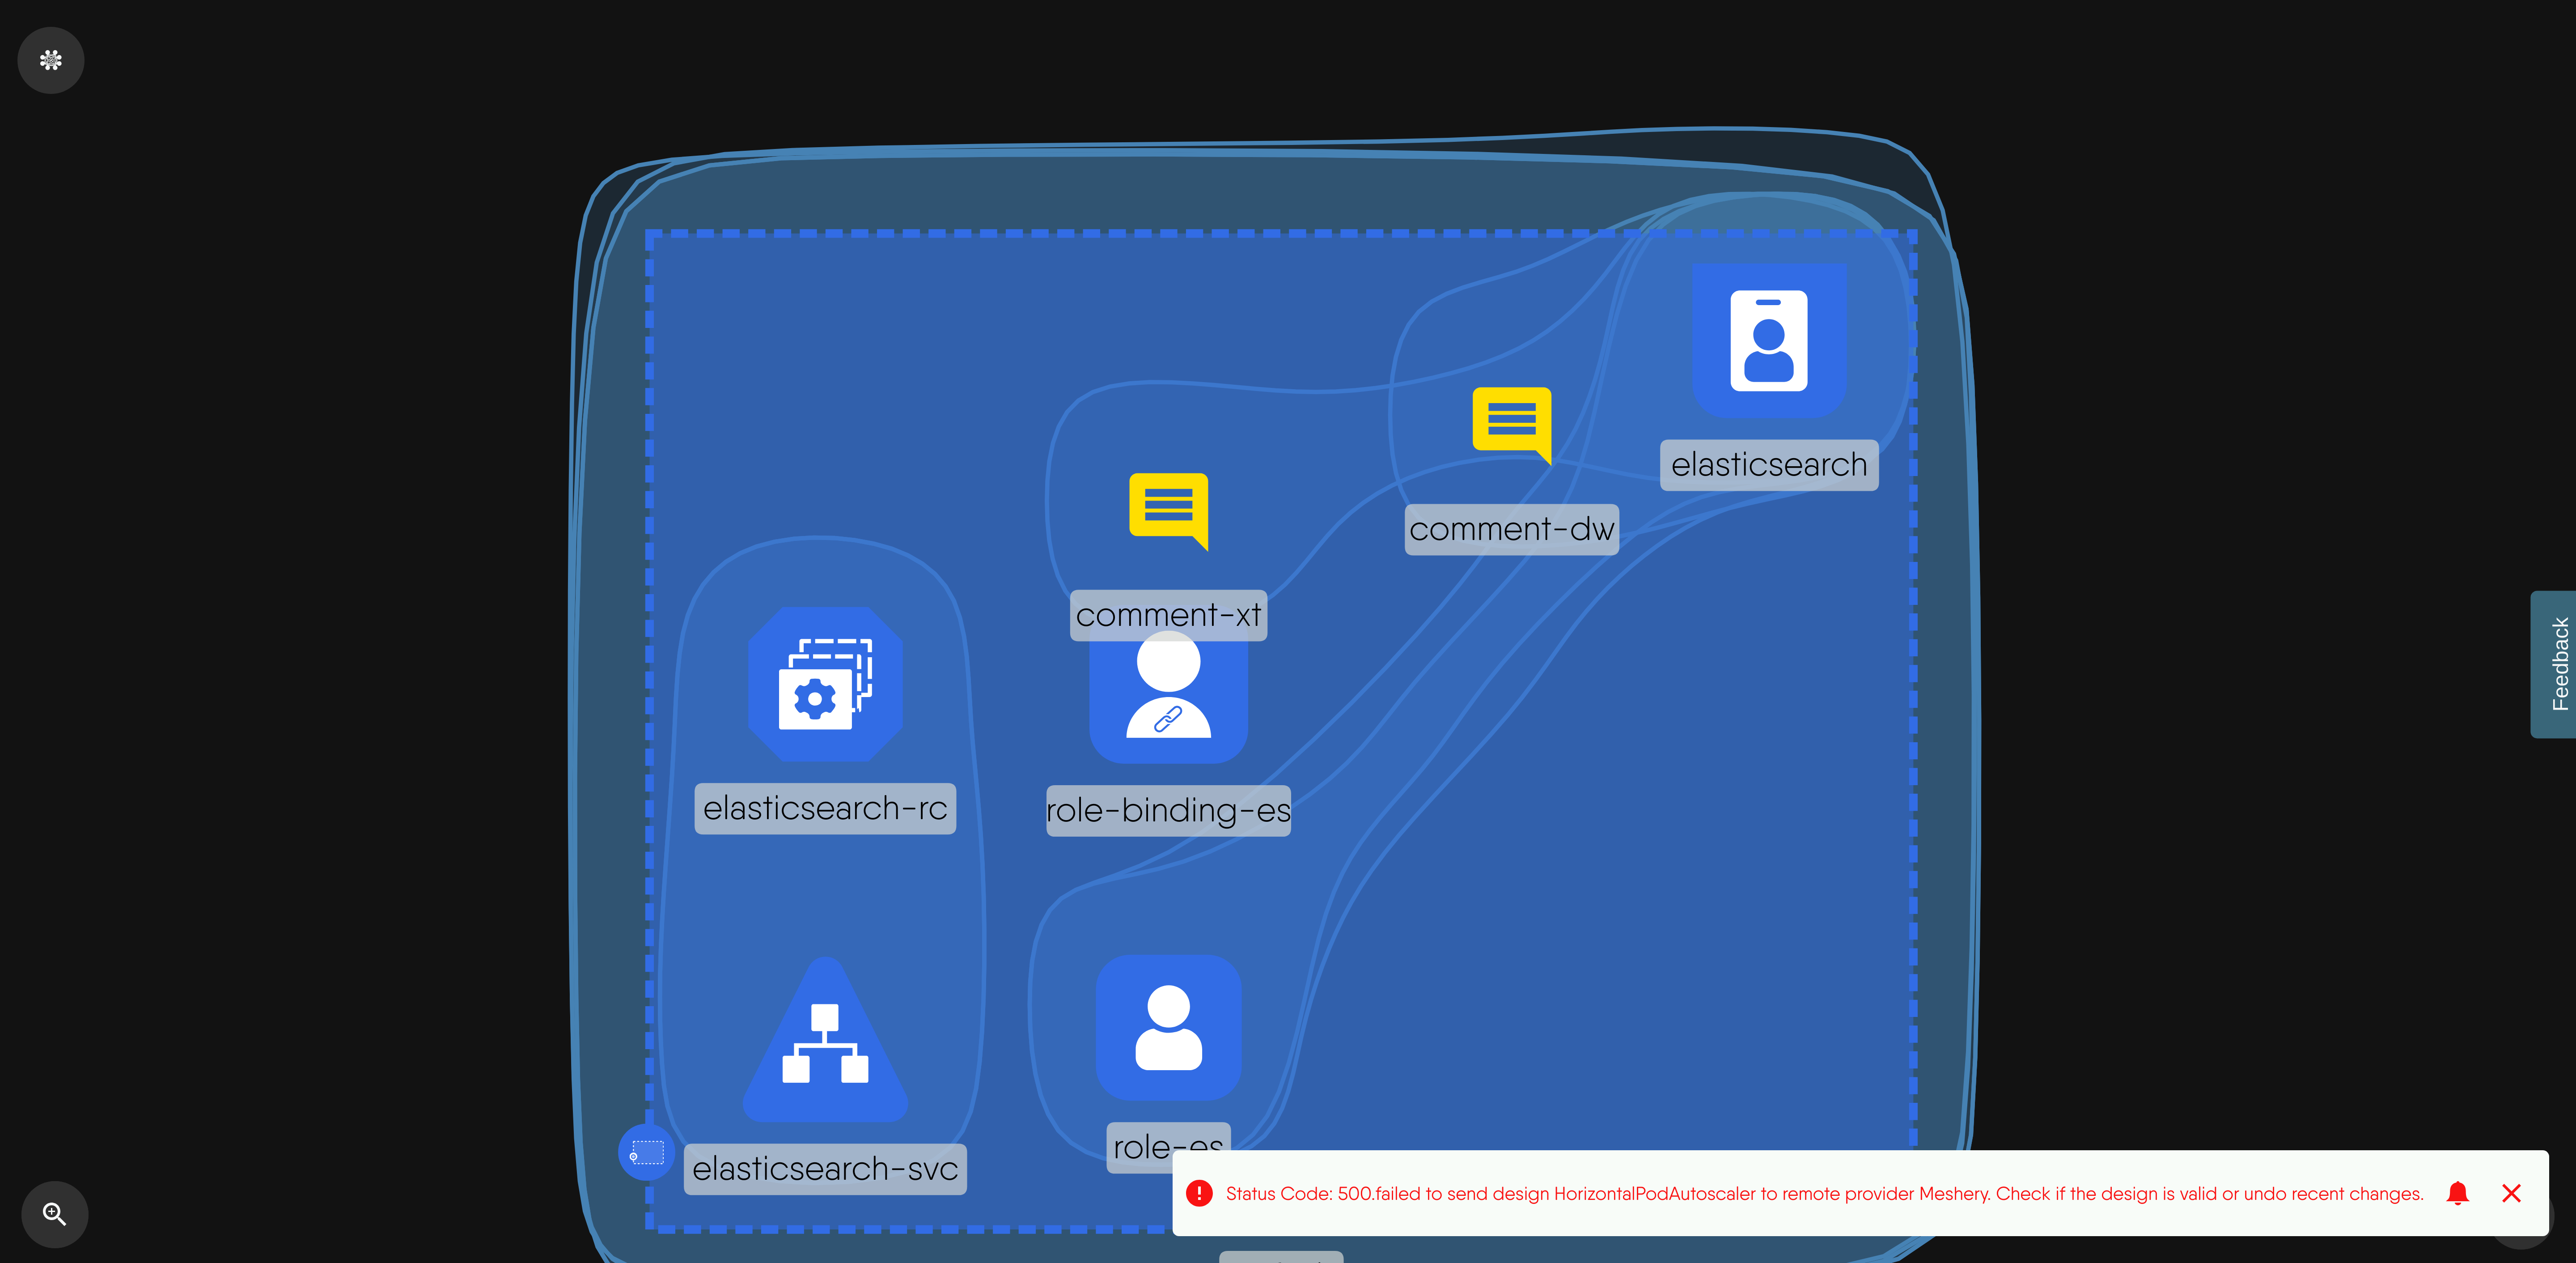 elasticsearch
comment-dw
comment-xt
elasticsearch-rc
role-binding-es
role-es
elasticsearch-svc
Status Code: 500.failed to send design HorizontalPodAutoscaler to remote provider Meshery. Check if the design is valid or undo recent changes.
Feedback